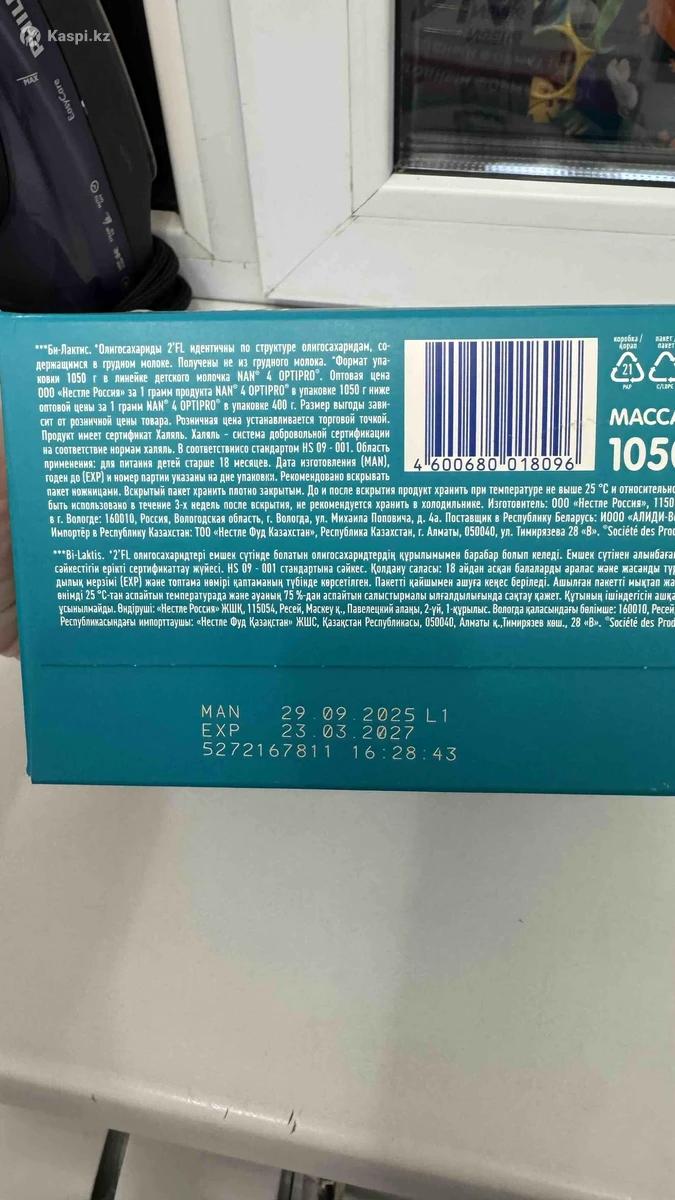 Kaspi.kz
MAX
EasyCare
***Би-Лактис. *Олигосахариды 2'FL идентичны по структуре олигосахаридам, со-
держащимся в грудном молоке. Получены не из грудного молока. *Формат упа-
ковки 1050 г в линейке детского молочка NAN® 4 OPTIPRO®. Оптовая цена
ООО «Нестле Россия» за 1 грамм продукта NAN® 4 OPTIPRO® в упаковке 1050 г ниже
оптовой цены за 1 грамм NAN® 4 OPTIPRO® в упаковке 400 г. Размер выгоды зави-
сит от розничной цены товара. Розничная цена устанавливается торговой точкой.
Продукт имеет сертификат Халяль. Халяль - система добровольной сертификации
на соответствие нормам халяль. В соответствиисо стандартом HS 09 - 001. Область
применения: для питания детей старше 18 месяцев. Дата изготовления (MAN),
годен до (EXP) и номер партии указаны на дне упаковки. Рекомендовано вскрывать
пакет ножницами. Вскрытый пакет хранить плотно закрытым. До и после вскрытия продукт хранить при температуре не выше 25 °C и относительно
быть использовано в течение 3-х недель после вскрытия, не рекомендуется хранить в холодильнике. Изготовитель: ООО «Нестле Россия», 1150
в г. Вологде: 160010, Россия, Вологодская область, г. Вологда, ул. Михаила Поповича, д. 4а. Поставщик в Республику Беларусь: ИООО «АЛИДИ-Ве
Импортёр в Республику Казахстан: ТОО «Нестле Фуд Казахстан», Республика Казахстан, г. Алматы, 050040, ул. Тимирязева 28 «В». ®Société des Prod
4 600680 018096
коробка /
қорап
пакет /
пакет
21
PAP
C/LDPE
МАССА
1050
***Bi-Laktis. *2'FL олигосахаридтері емшек сүтінде болатын олигосахаридтердің құрылымымен барабар болып келеді. Емшек сүтінен алынбаған
сәйкестігін ерікті сертификаттау жүйесі. HS 09 - 001 стандартына сәйкес. Қолдану саласы: 18 айдан асқан балаларды аралас және жасанды тү
дылық мерзімі (EXP) және топтама нөмірі қаптаманың түбінде көрсетілген. Пакетті қайшымен ашуға кеңес беріледі. Ашылған пакетті мықтап жа
өнімді 25 °C-тан аспайтын температурада және ауаның 75 %-дан аспайтын салыстырмалы ылғалдылығында сақтау қажет. Құтының ішіндегісін ашқа
ұсынылмайды. Өндіруші: «Нестле Россия» ЖШҚ, 115054, Ресей, Мәскеу қ., Павелецкий алаңы, 2-үй, 1-құрылыс. Вологда қаласындағы бөлімше: 160010, Ресей
Республикасындағы импорттаушы: «Нестле Фуд Қазақстан» ЖШС, Қазақстан Республикасы, 050040, Алматы қ.,Тимирязев көш., 28 «В». ®Société des Prod
MAN 29.09.2025 L1
EXP 23.03.2027
5272167811 16:28:43